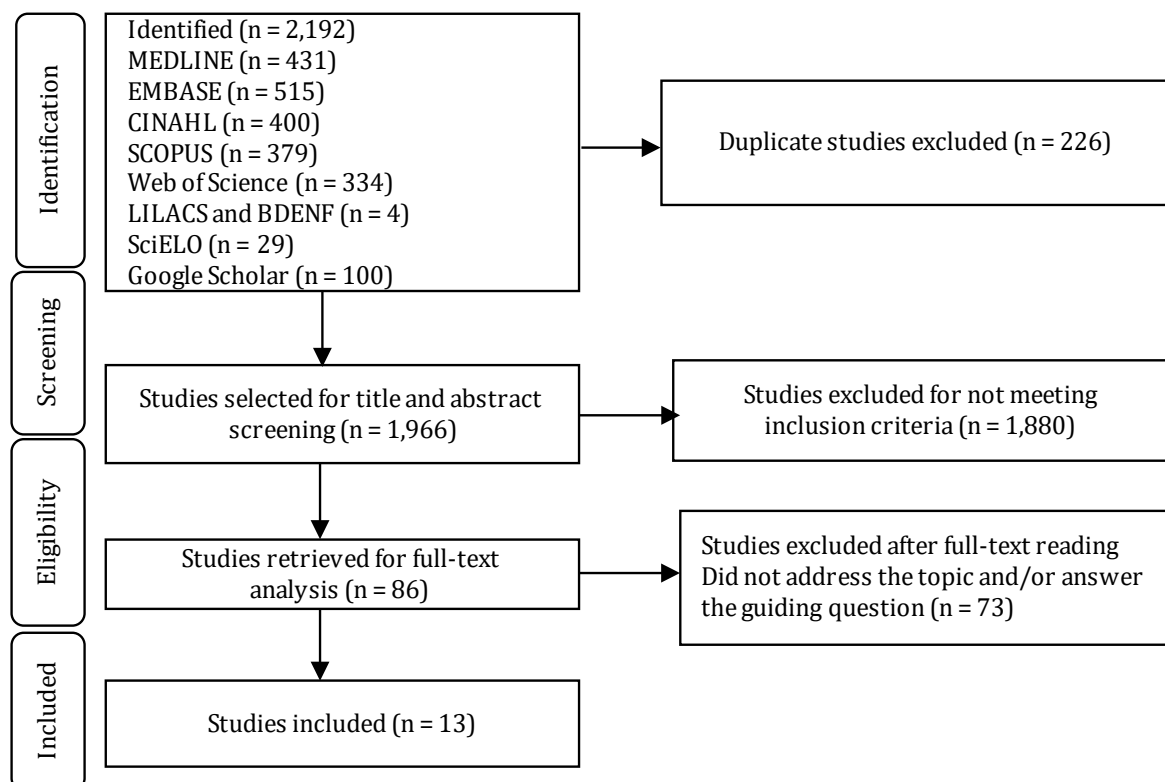 Identification
Identified (n = 2,192)
MEDLINE (n = 431)
EMBASE (n = 515)
CINAHL (n = 400)
SCOPUS (n = 379)
Web of Science (n = 334)
LILACS and BDENF (n = 4)
SciELO (n = 29)
Google Scholar (n = 100)
Duplicate studies excluded (n = 226)
Screening
Studies selected for title and abstract
screening (n = 1,966)
Studies excluded for not meeting
inclusion criteria (n = 1,880)
Eligibility
Studies retrieved for full-text
analysis (n = 86)
Studies excluded after full-text reading
Did not address the topic and/or answer
the guiding question (n = 73)
Included
Studies included (n = 13)